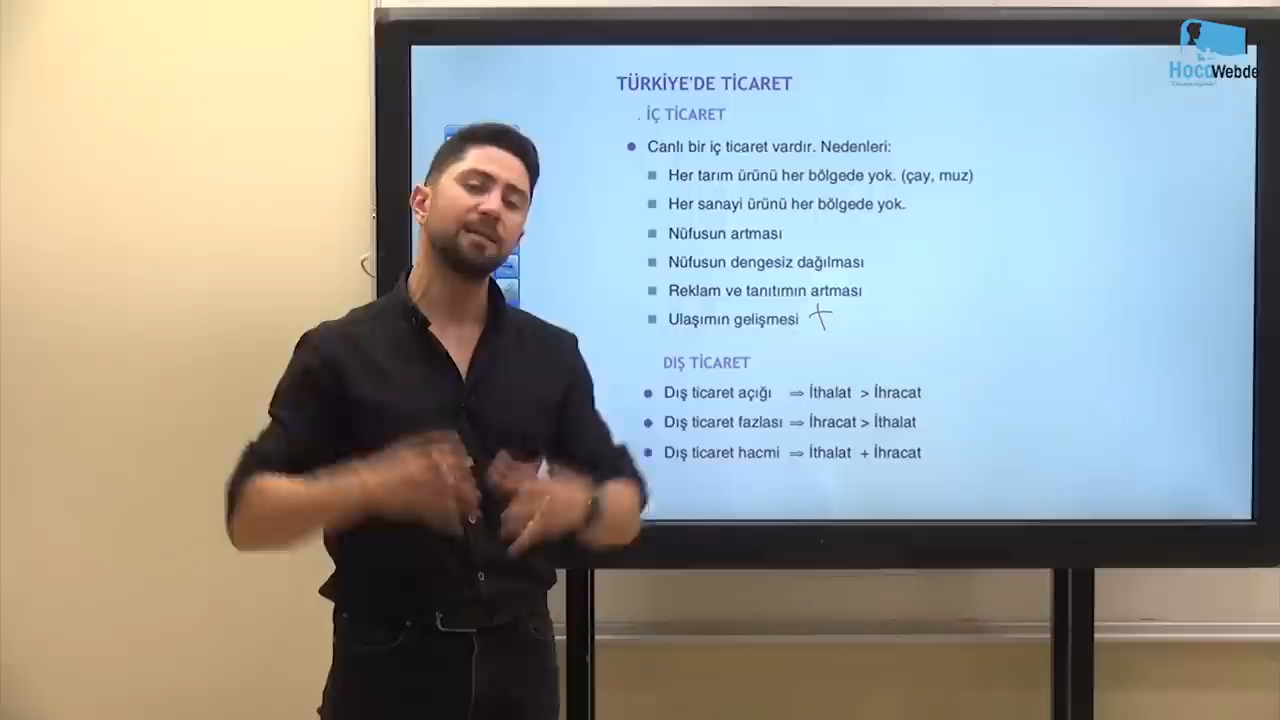 HocaWebde
TÜRKİYE'DE TİCARET
. İÇ TİCARET
● Canlı bir iç ticaret vardır. Nedenleri:
■ Her tarım ürünü her bölgede yok. (çay, muz)
■ Her sanayi ürünü her bölgede yok.
■ Nüfusun artması
■ Nüfusun dengesiz dağılması
■ Reklam ve tanıtımın artması
■ Ulaşımın gelişmesi +
DIŞ TİCARET
● Dış ticaret açığı ⇒ İthalat > İhracat
● Dış ticaret fazlası ⇒ İhracat > İthalat
● Dış ticaret hacmi ⇒ İthalat + İhracat